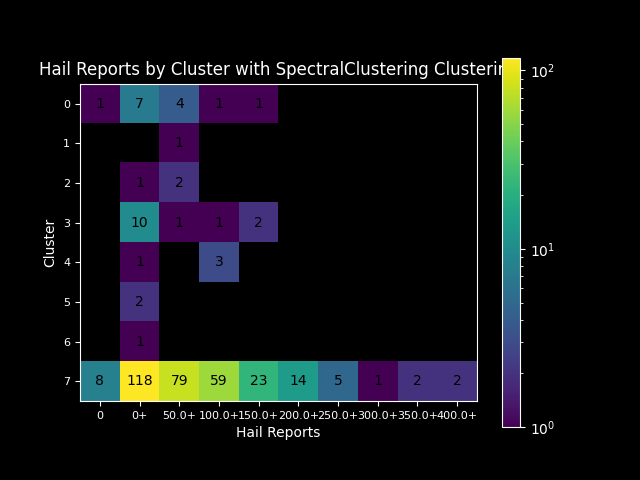 Hail Reports by Cluster with SpectralClustering Clusterin
10²
0 1 7 4 1 1
1 1
2 1 2
3 10 1 1 2
10¹
Cluster
4 1 3
5 2
6 1
7 8 118 79 59 23 14 5 1 2 2
10⁰
0 0+ 50.0+ 100.0+ 150.0+ 200.0+ 250.0+ 300.0+ 350.0+ 400.0+
Hail Reports